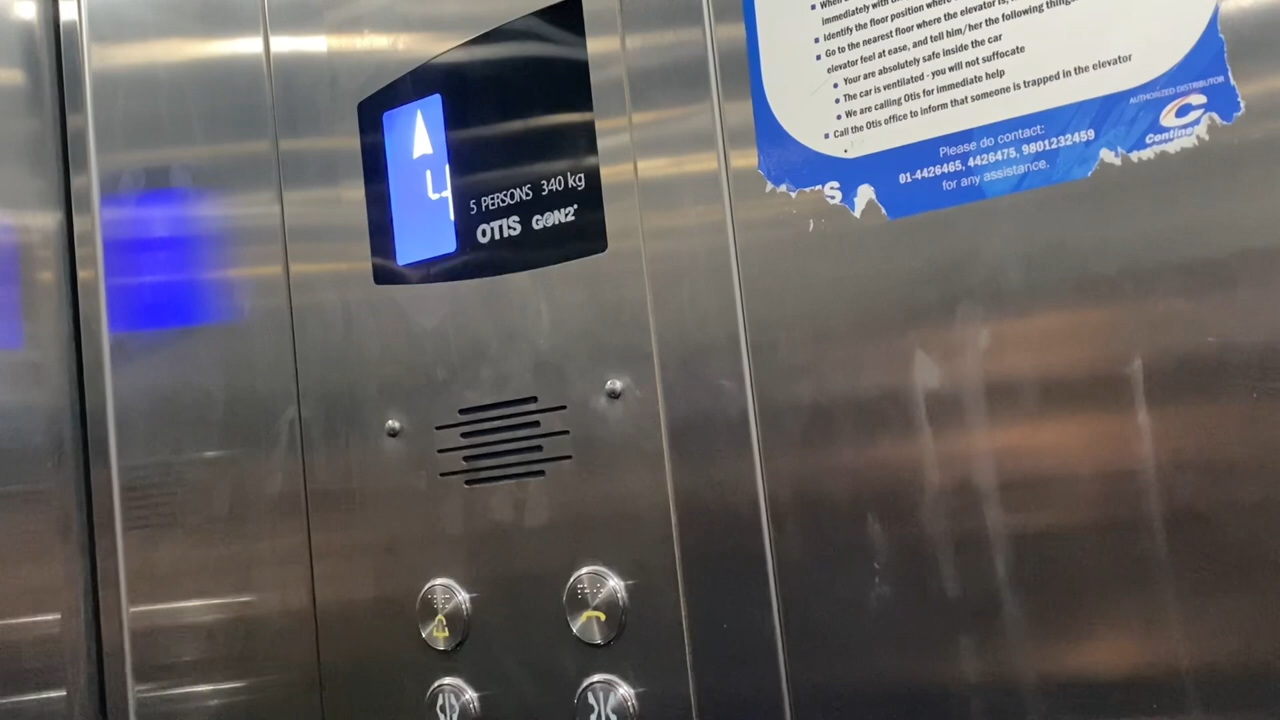 4
5 PERSONS 340 kg
OTIS GEN2
When
immediately with
Identify the floor position where
Go to the nearest floor where the elevator is,
elevator feel at ease, and tell him/her the following things
Your are absolutely safe inside the car
The car is ventilated - you will not suffocate
We are calling Otis for immediate help
Call the Otis office to inform that someone is trapped in the elevator
AUTHORIZED DISTRIBUTOR
Please do contact:
01-4426465, 4426475, 9801232459
for any assistance.